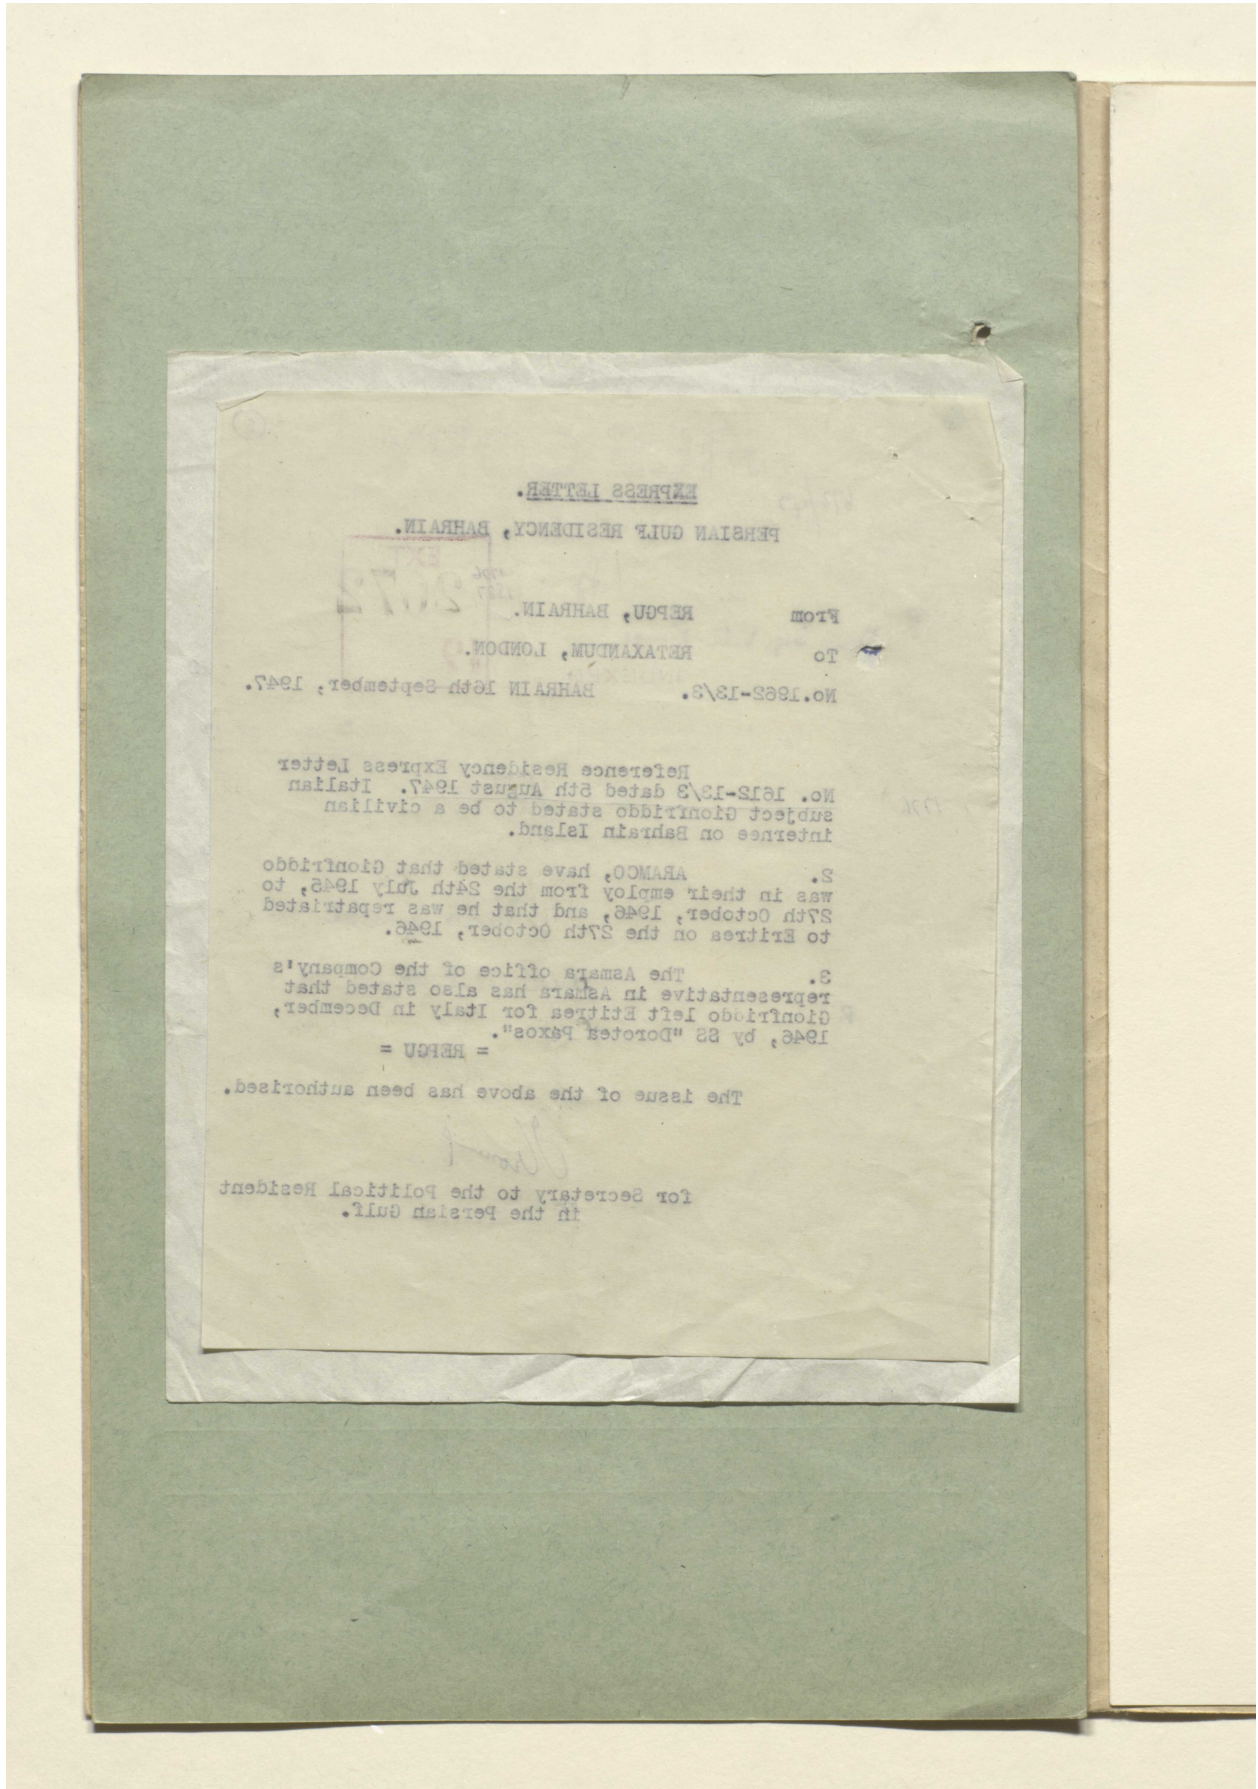 EXPRESS LETTER.
PERSIAN GULF RESIDENCY, BAHRAIN.
EXT
2072
From REPGU, BAHRAIN.
To RETAXANDUM, LONDON.
No.1962-13/3. BAHRAIN 16th September, 1947.
Reference Residency Express Letter
No. 1612-13/3 dated 5th August 1947. Italian
subject Gionfriddo stated to be a civilian
internee on Bahrain Island.
2. ARAMCO, have stated that Gionfriddo
was in their employ from the 24th July 1945, to
27th October, 1946, and that he was repatriated
to Eritrea on the 27th October, 1946.
3. The Asmara office of the Company's
representative in Asmara has also stated that
Gionfriddo left Etitrea for Italy in December,
1946, by SS "Dorotea Paxos".
= REPGU =
The issue of the above has been authorised.
for Secretary to the Political Resident
in the Persian Gulf.